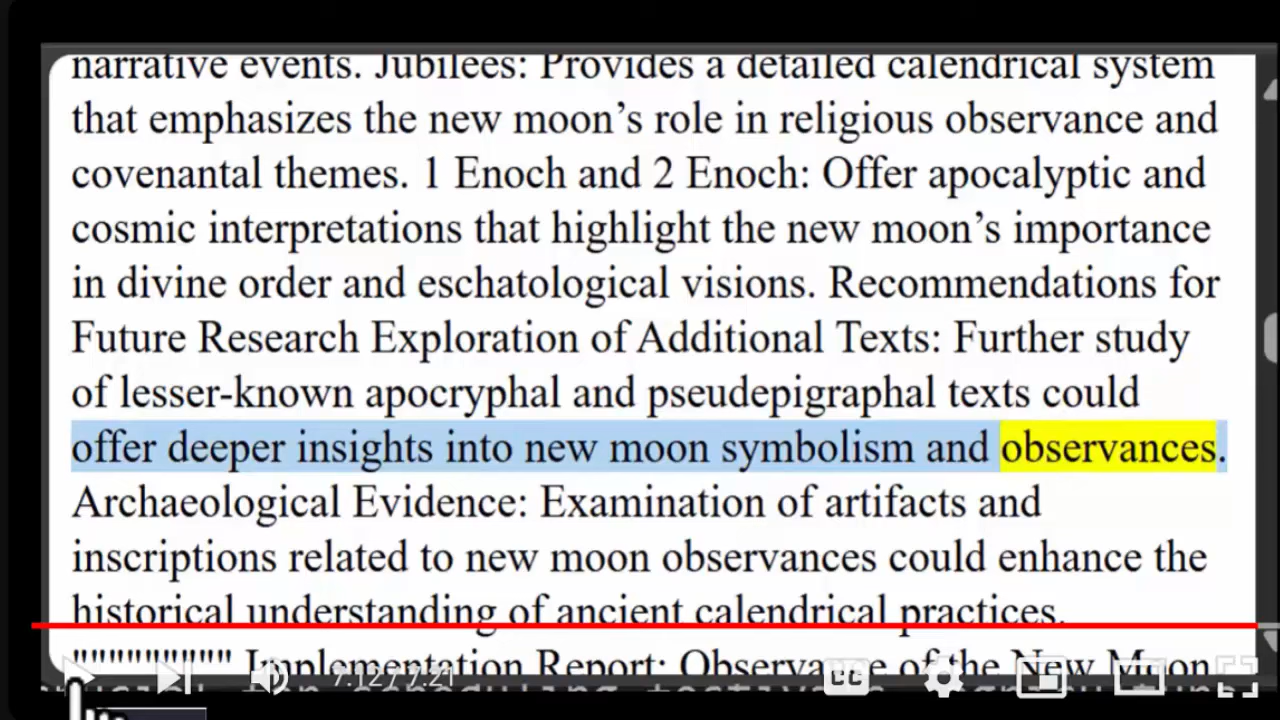 narrative events. Jubilees: Provides a detailed calendrical system
that emphasizes the new moon’s role in religious observance and
covenantal themes. 1 Enoch and 2 Enoch: Offer apocalyptic and
cosmic interpretations that highlight the new moon’s importance
in divine order and eschatological visions. Recommendations for
Future Research Exploration of Additional Texts: Further study
of lesser-known apocryphal and pseudepigraphal texts could
offer deeper insights into new moon symbolism and observances.
Archaeological Evidence: Examination of artifacts and
inscriptions related to new moon observances could enhance the
historical understanding of ancient calendrical practices.
""""""""" Implementation Report: Observance of the New Moon
7:12 / 7:21
CC